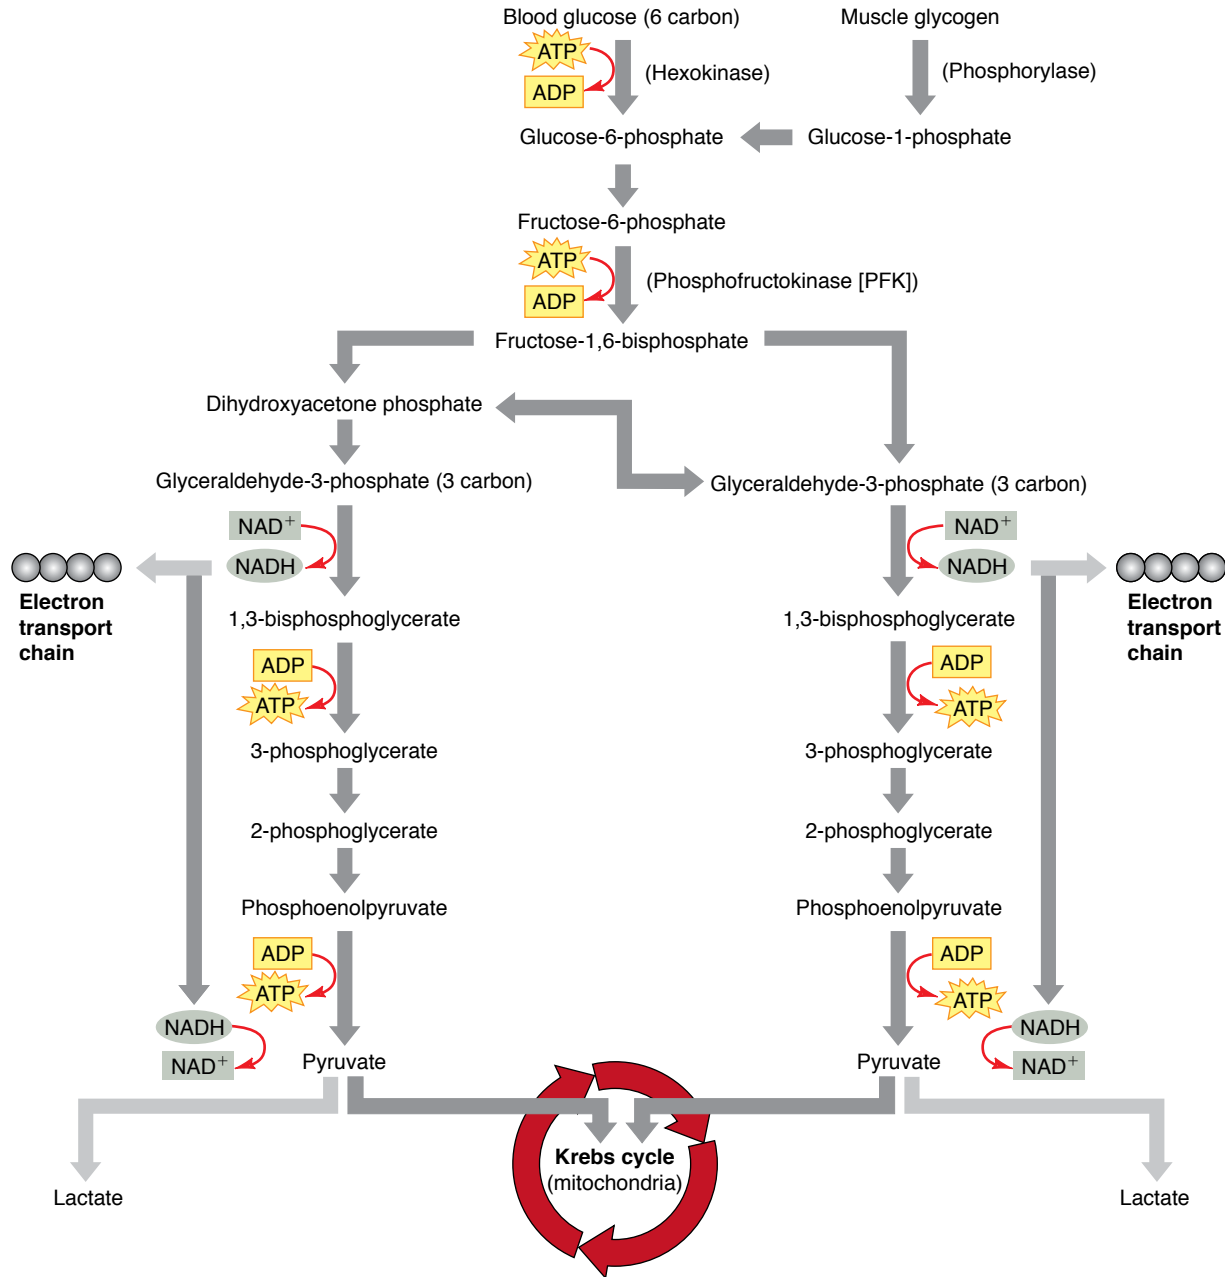 Blood glucose (6 carbon)
Muscle glycogen
ATP
ADP
(Hexokinase)
(Phosphorylase)
Glucose-6-phosphate
Glucose-1-phosphate
Fructose-6-phosphate
ATP
ADP
(Phosphofructokinase [PFK])
Fructose-1,6-bisphosphate
Dihydroxyacetone phosphate
Glyceraldehyde-3-phosphate (3 carbon)
Glyceraldehyde-3-phosphate (3 carbon)
NAD+
NADH
NAD+
NADH
Electron
transport
chain
Electron
transport
chain
1,3-bisphosphoglycerate
1,3-bisphosphoglycerate
ADP
ATP
ADP
ATP
3-phosphoglycerate
3-phosphoglycerate
2-phosphoglycerate
2-phosphoglycerate
Phosphoenolpyruvate
Phosphoenolpyruvate
ADP
ATP
ADP
ATP
NADH
NAD+
NADH
NAD+
Pyruvate
Pyruvate
Krebs cycle
(mitochondria)
Lactate
Lactate